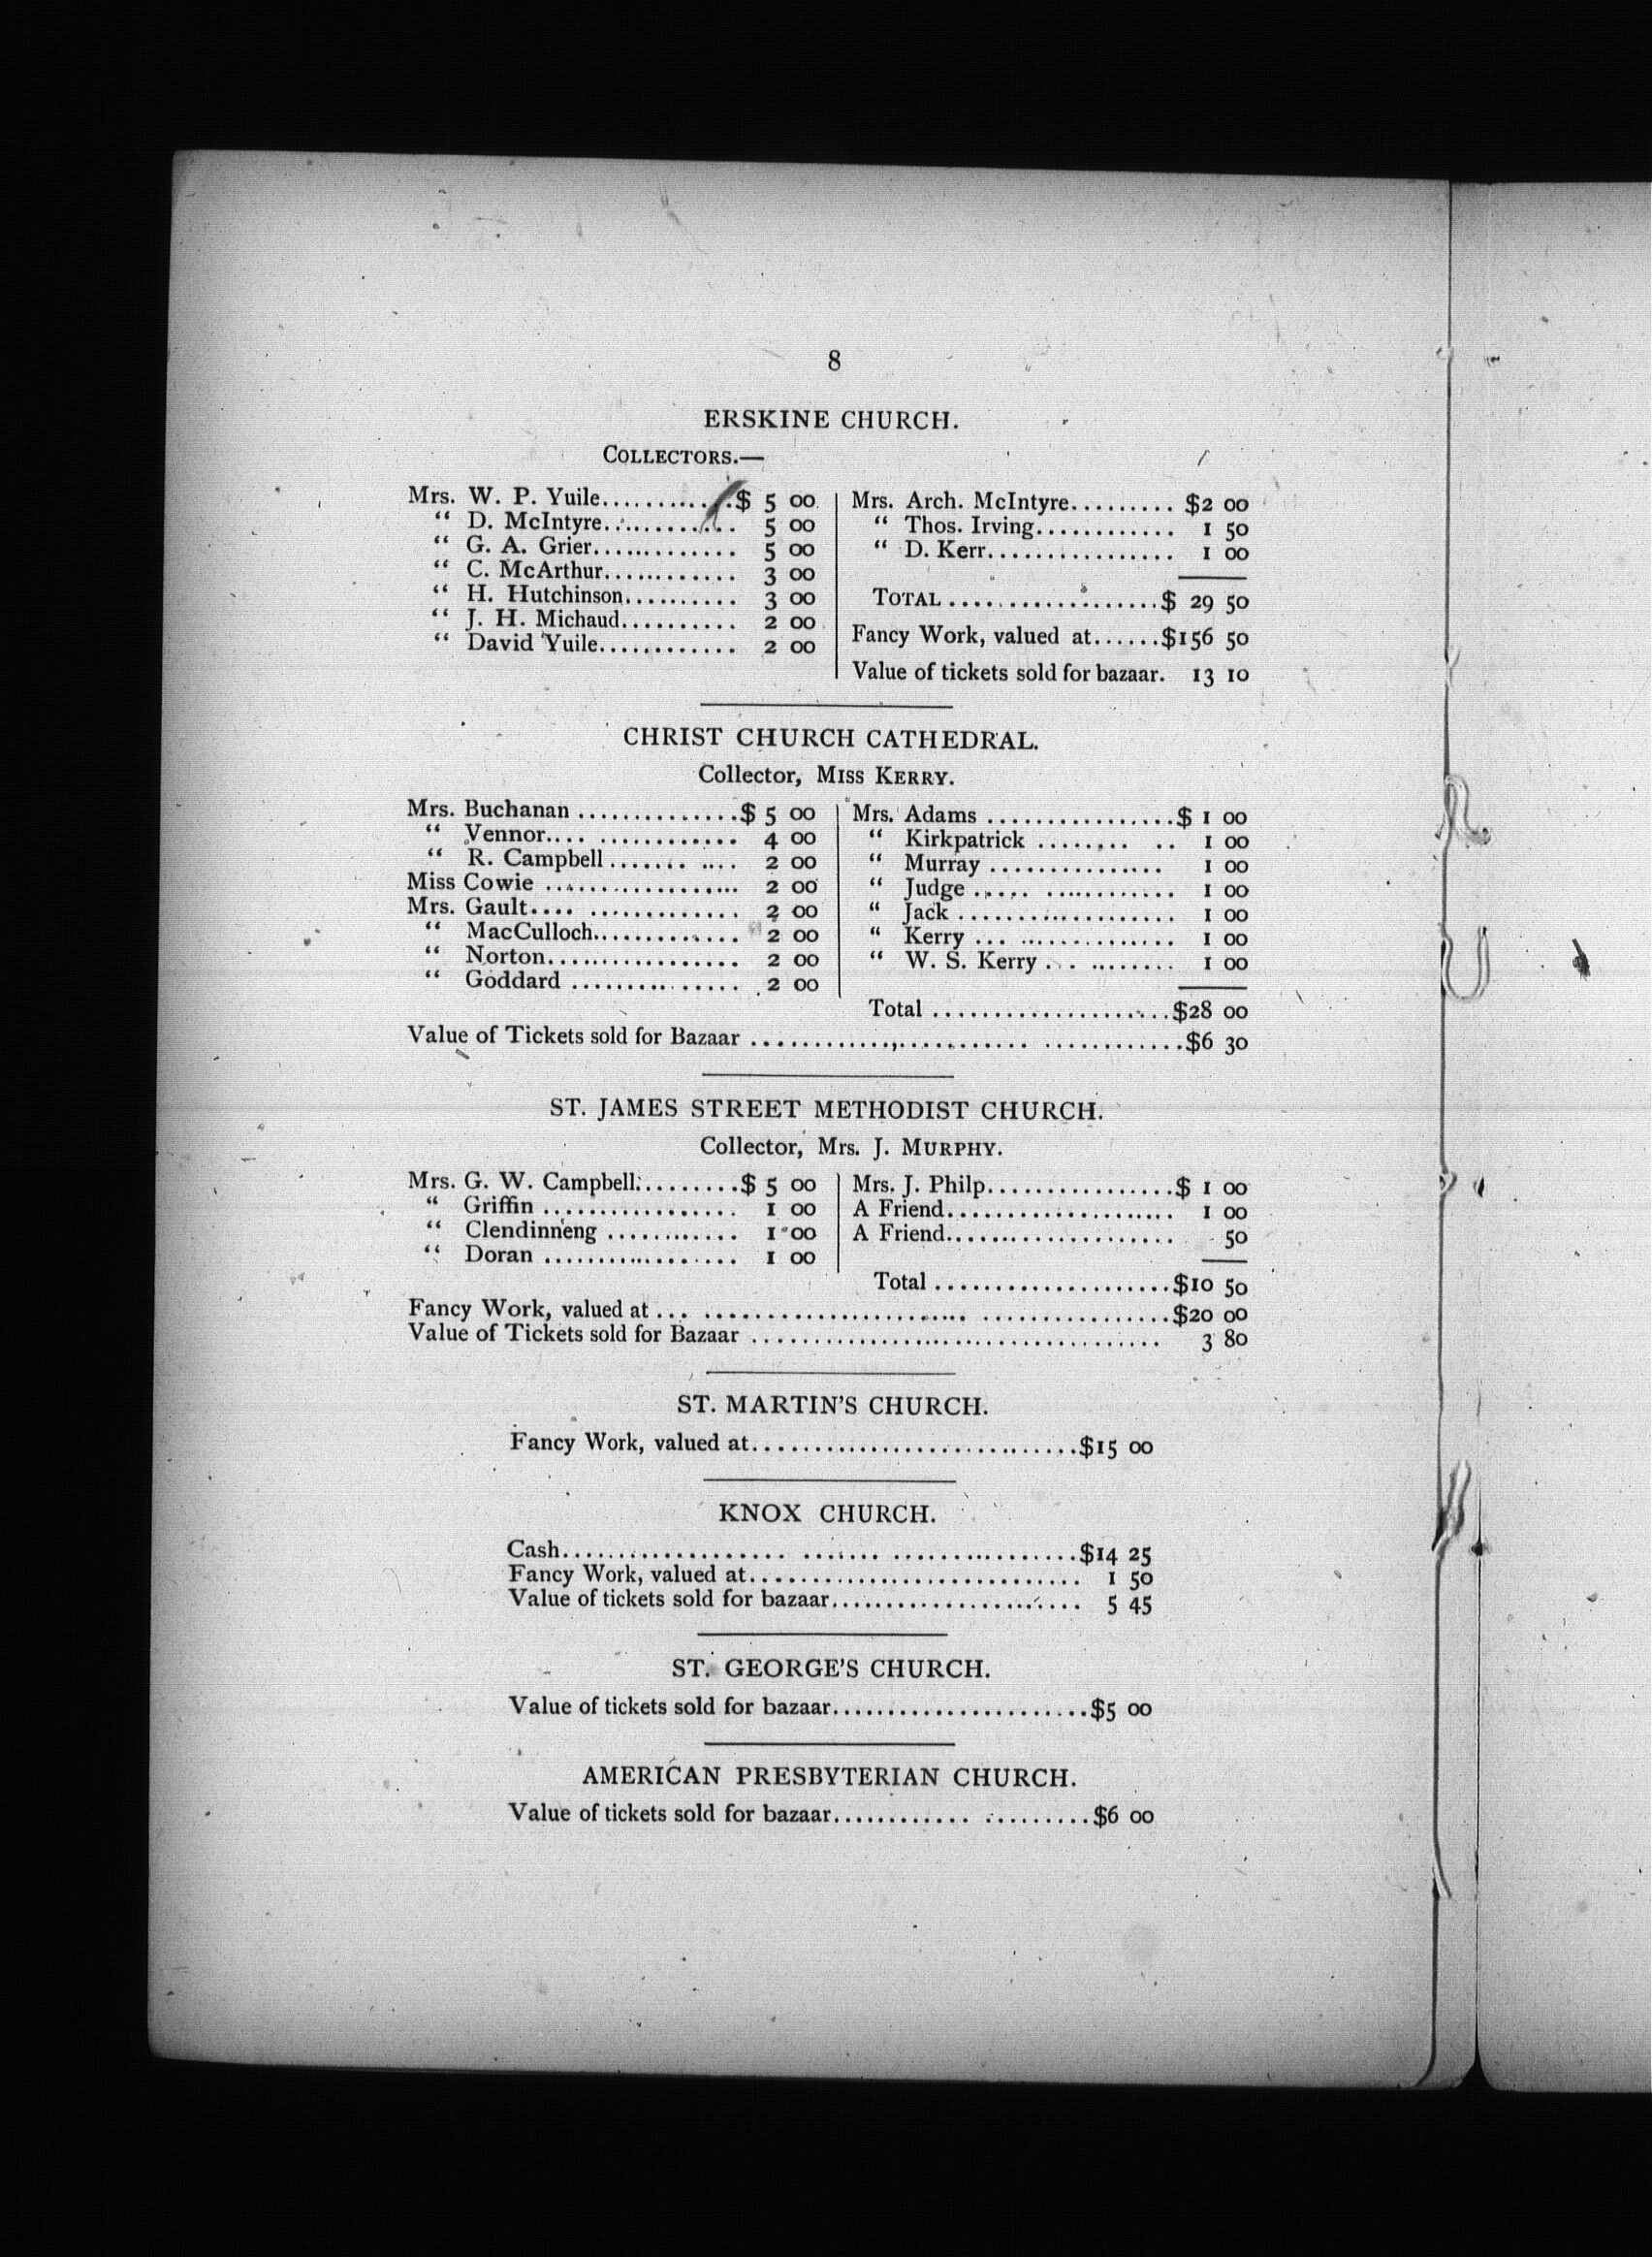 8
ERSKINE CHURCH.
COLLECTORS.—
Mrs. W. P. Yuile............$ 5 00
“ D. McIntyre........... 5 00
“ G. A. Grier............ 5 00
“ C. McArthur........... 3 00
“ H. Hutchinson.......... 3 00
“ J. H. Michaud.......... 2 00
“ David Yuile............ 2 00
Mrs. Arch. McIntyre......... $2 00
“ Thos. Irving............ 1 50
“ D. Kerr................ 1 00
TOTAL ..................$ 29 50
Fancy Work, valued at......$156 50
Value of tickets sold for bazaar. 13 10
CHRIST CHURCH CATHEDRAL.
Collector, MISS KERRY.
Mrs. Buchanan ..............$ 5 00
“ Vennor.... ............ 4 00
“ R. Campbell ....... .... 2 00
Miss Cowie ................. 2 00
Mrs. Gault.... ............. 2 00
“ MacCulloch............. 2 00
“ Norton................. 2 00
“ Goddard .......... ...... 2 00
Mrs. Adams ................$ 1 00
“ Kirkpatrick ........ .. 1 00
“ Murray ............... 1 00
“ Judge ..... ............ 1 00
“ Jack ................... 1 00
“ Kerry ... .............. 1 00
“ W. S. Kerry ... ........ 1 00
Total ....................$28 00
Value of Tickets sold for Bazaar ........................... ............$6 30
ST. JAMES STREET METHODIST CHURCH.
Collector, Mrs. J. MURPHY.
Mrs. G. W. Campbell.........$ 5 00
“ Griffin ................. 1 00
“ Clendinneng ........... 1 00
“ Doran ................. 1 00
Mrs. J. Philp................$ 1 00
A Friend.................... 1 00
A Friend.................... 50
Total ....................$10 50
Fancy Work, valued at ... ........................ ................$20 00
Value of Tickets sold for Bazaar .................................... 3 80
ST. MARTIN’S CHURCH.
Fancy Work, valued at............................$15 00
KNOX CHURCH.
Cash.................... ....... ................$14 25
Fancy Work, valued at............................. 1 50
Value of tickets sold for bazaar...................... 5 45
ST. GEORGE’S CHURCH.
Value of tickets sold for bazaar......................$5 00
AMERICAN PRESBYTERIAN CHURCH.
Value of tickets sold for bazaar............ .........$6 00